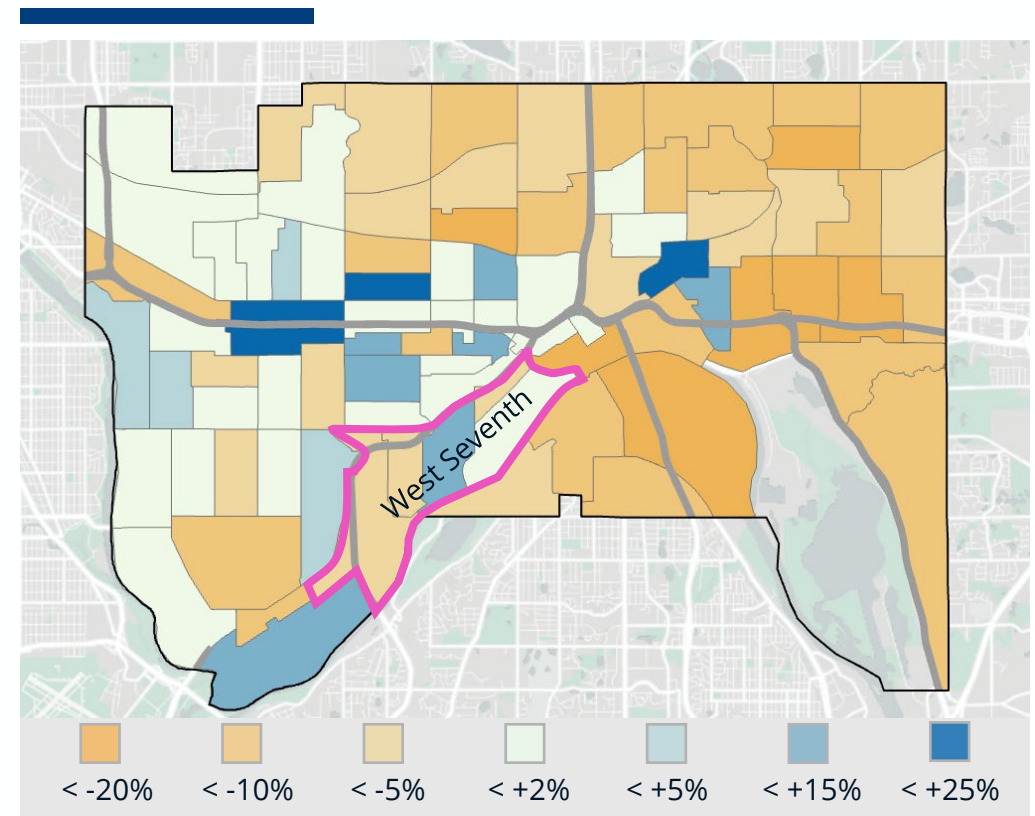 West Seventh
< -20% < -10% < -5% < +2% < +5% < +15% < +25%